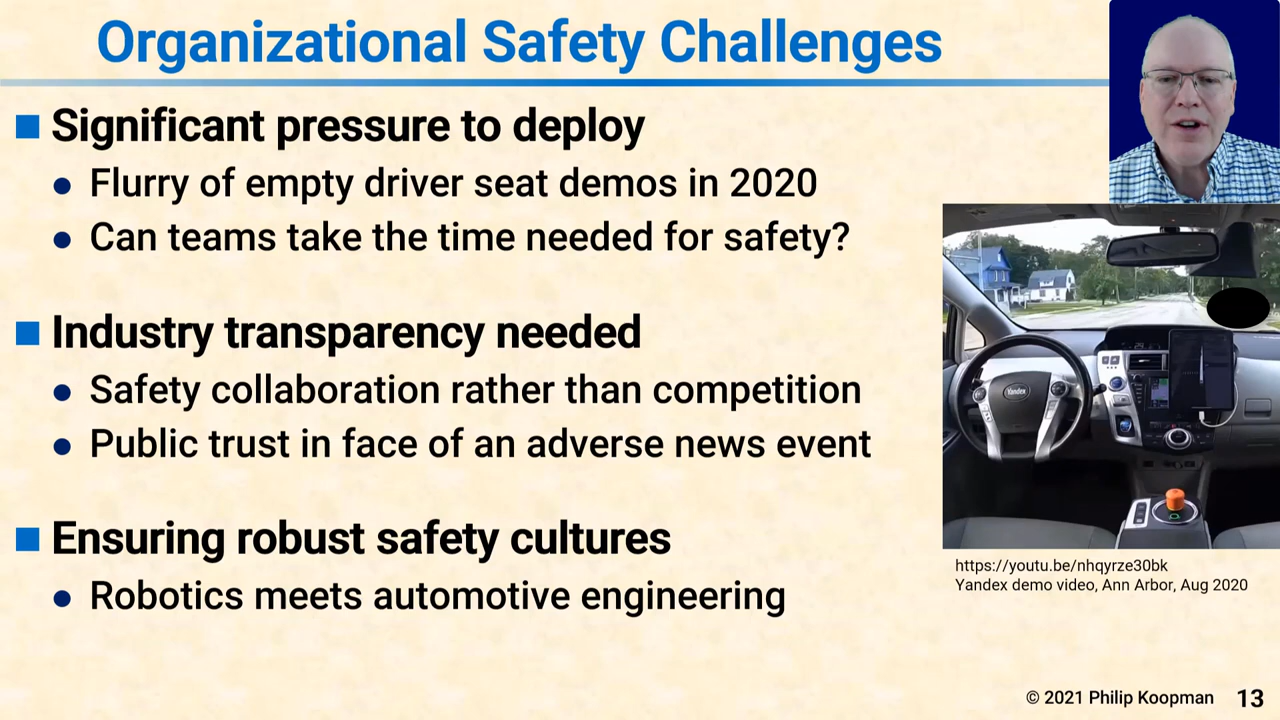 Organizational Safety Challenges
Significant pressure to deploy
Flurry of empty driver seat demos in 2020
Can teams take the time needed for safety?
Industry transparency needed
Safety collaboration rather than competition
Public trust in face of an adverse news event
Ensuring robust safety cultures
Robotics meets automotive engineering
Yandex
https://youtu.be/nhqyrze30bk
Yandex demo video, Ann Arbor, Aug 2020
© 2021 Philip Koopman 13